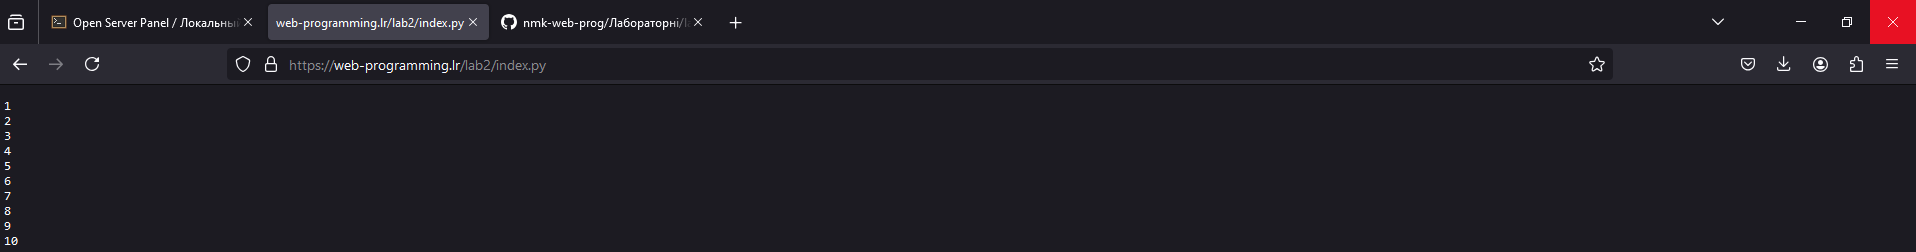 Open Server Panel / Локальный
web-programming.lr/lab2/index.py
nmk-web-prog/Лабораторні/
https://web-programming.lr/lab2/index.py
1
2
3
4
5
6
7
8
9
10